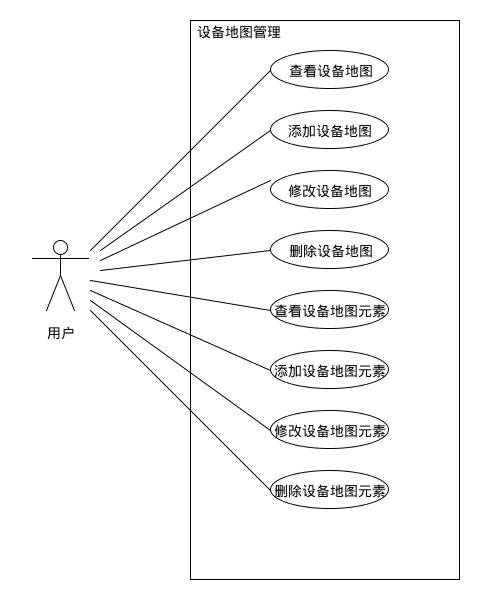 设备地图管理
查看设备地图
添加设备地图
修改设备地图
删除设备地图
查看设备地图元素
用户
添加设备地图元素
修改设备地图元素
删除设备地图元素